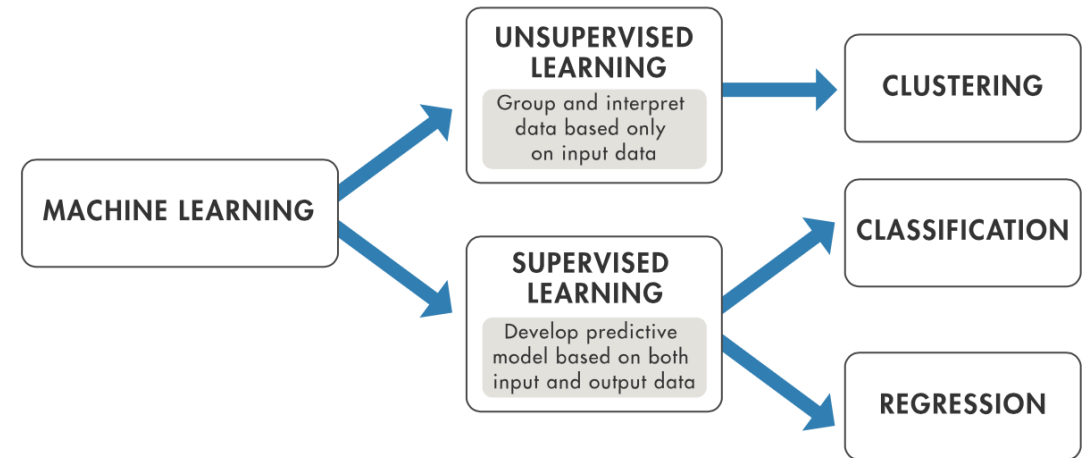 MACHINE LEARNING
UNSUPERVISED
LEARNING
Group and interpret
data based only
on input data
SUPERVISED
LEARNING
Develop predictive
model based on both
input and output data
CLUSTERING
CLASSIFICATION
REGRESSION